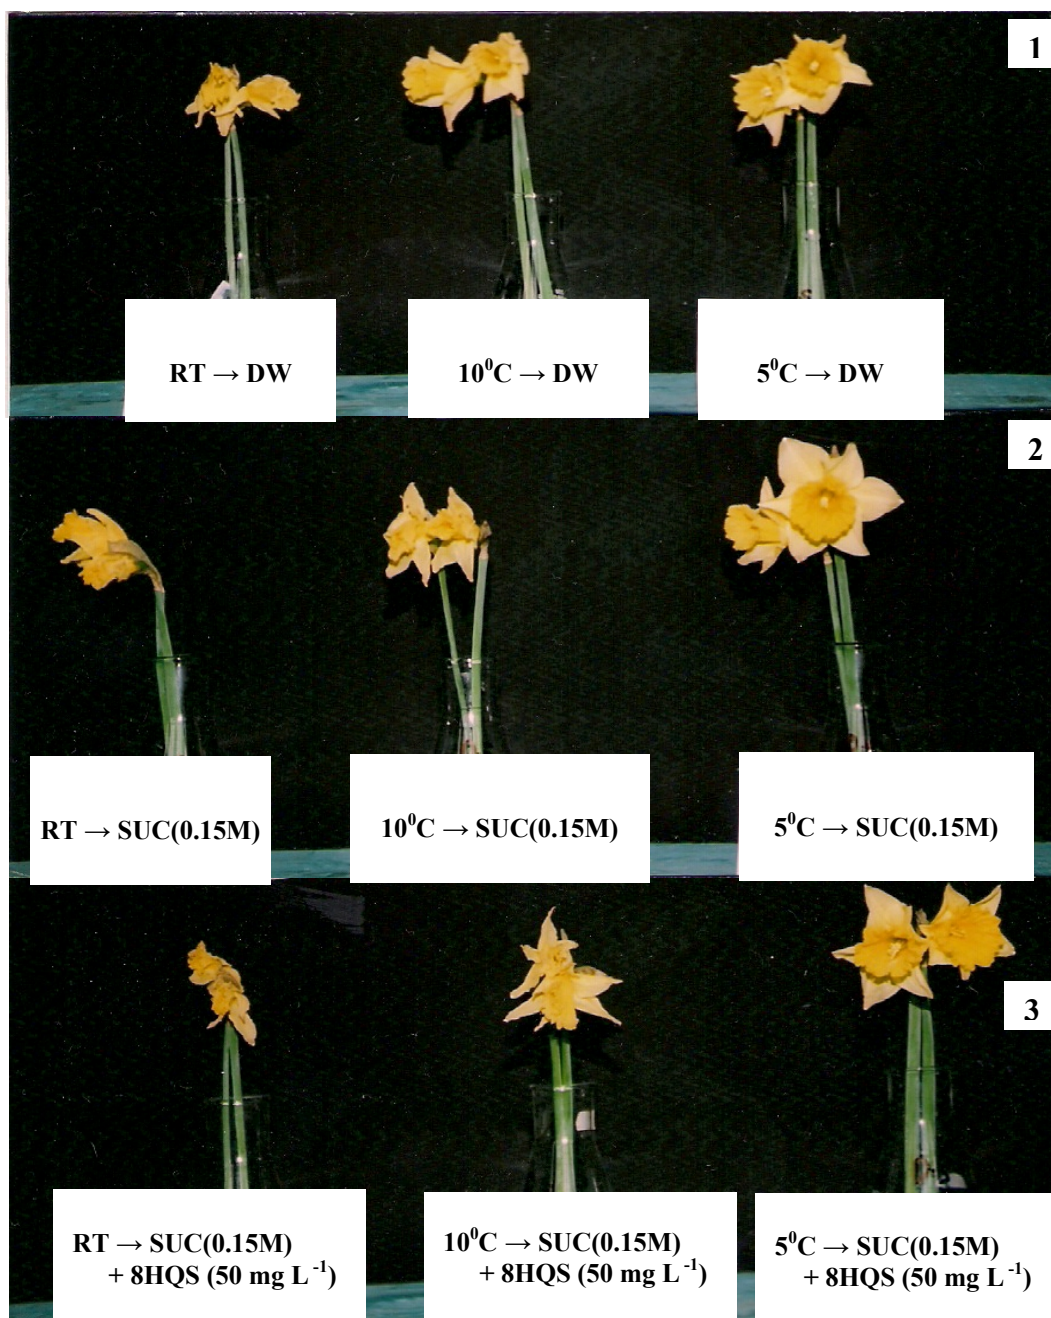 1
RT → DW
10⁰C → DW
5⁰C → DW
2
RT → SUC(0.15M)
10⁰C → SUC(0.15M)
5⁰C → SUC(0.15M)
3
RT → SUC(0.15M)
+ 8HQS (50 mg L⁻¹)
10⁰C → SUC(0.15M)
+ 8HQS (50 mg L⁻¹)
5⁰C → SUC(0.15M)
+ 8HQS (50 mg L⁻¹)